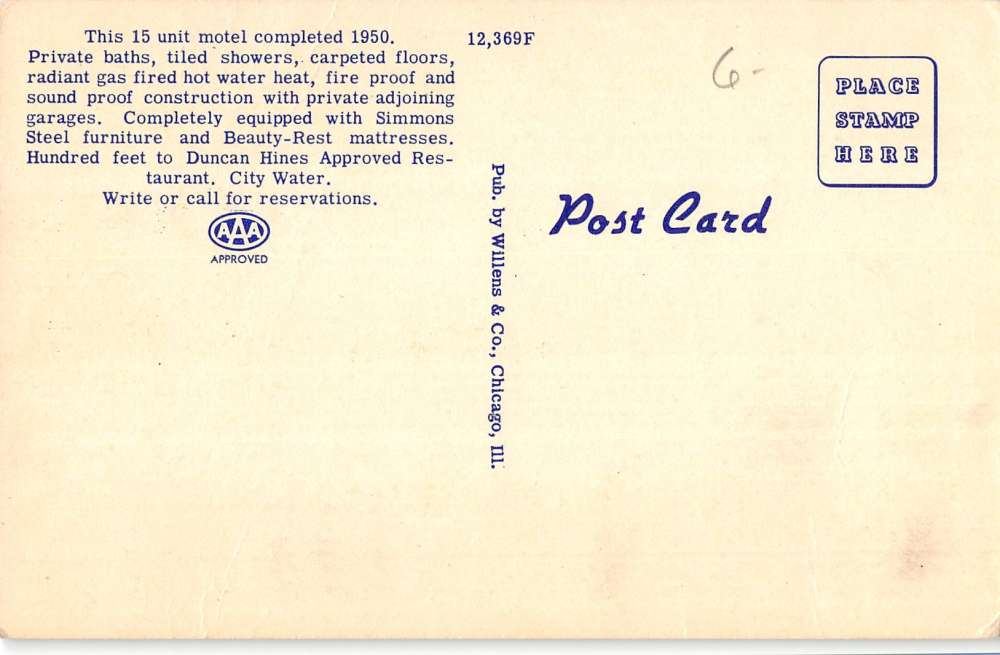 This 15 unit motel completed 1950.
Private baths, tiled showers, carpeted floors,
radiant gas fired hot water heat, fire proof and
sound proof construction with private adjoining
garages. Completely equipped with Simmons
Steel furniture and Beauty-Rest mattresses.
Hundred feet to Duncan Hines Approved Res-
taurant. City Water.
Write or call for reservations.
AAA
APPROVED
12,369F
Pub. by Willens & Co., Chicago, Ill.
6-
Post Card
PLACE
STAMP
HERE